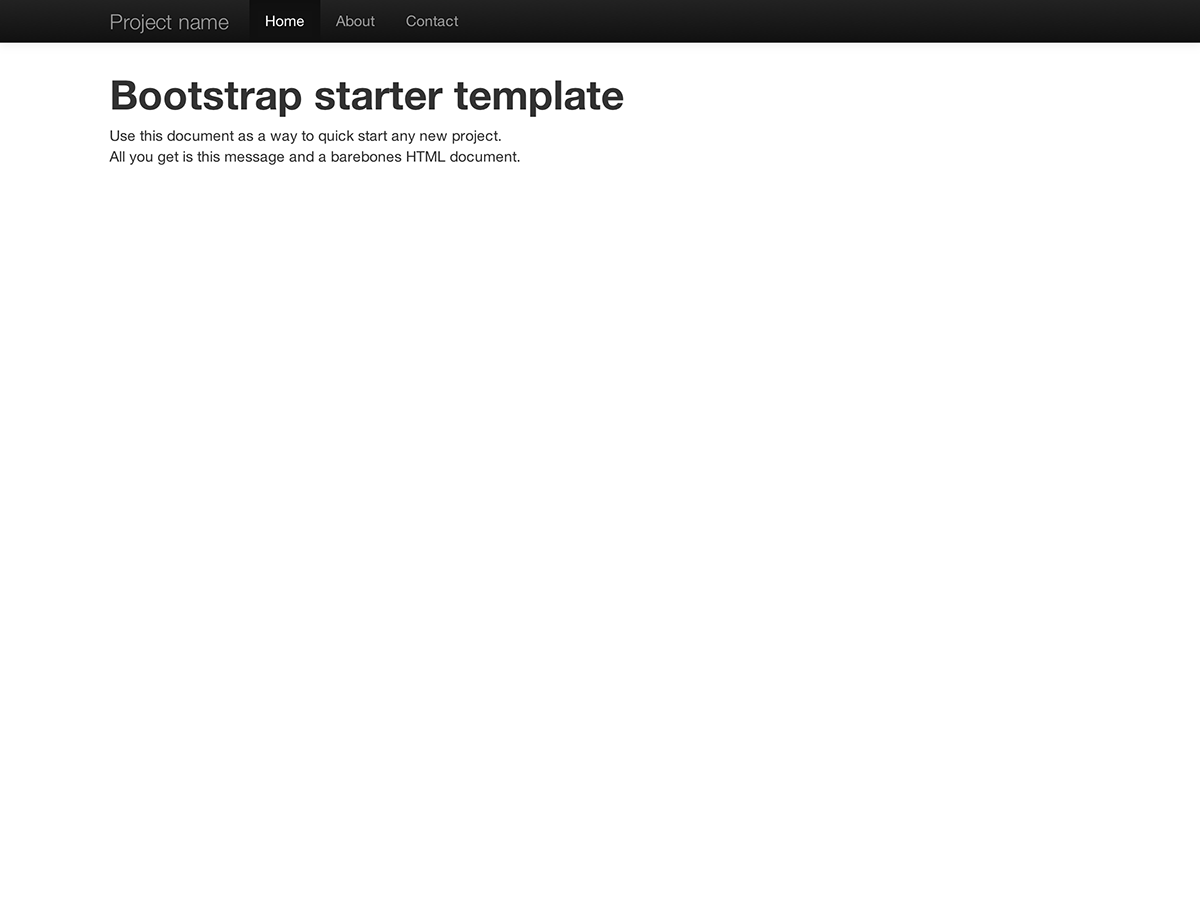 Project name Home About Contact
Bootstrap starter template
Use this document as a way to quick start any new project.
All you get is this message and a barebones HTML document.